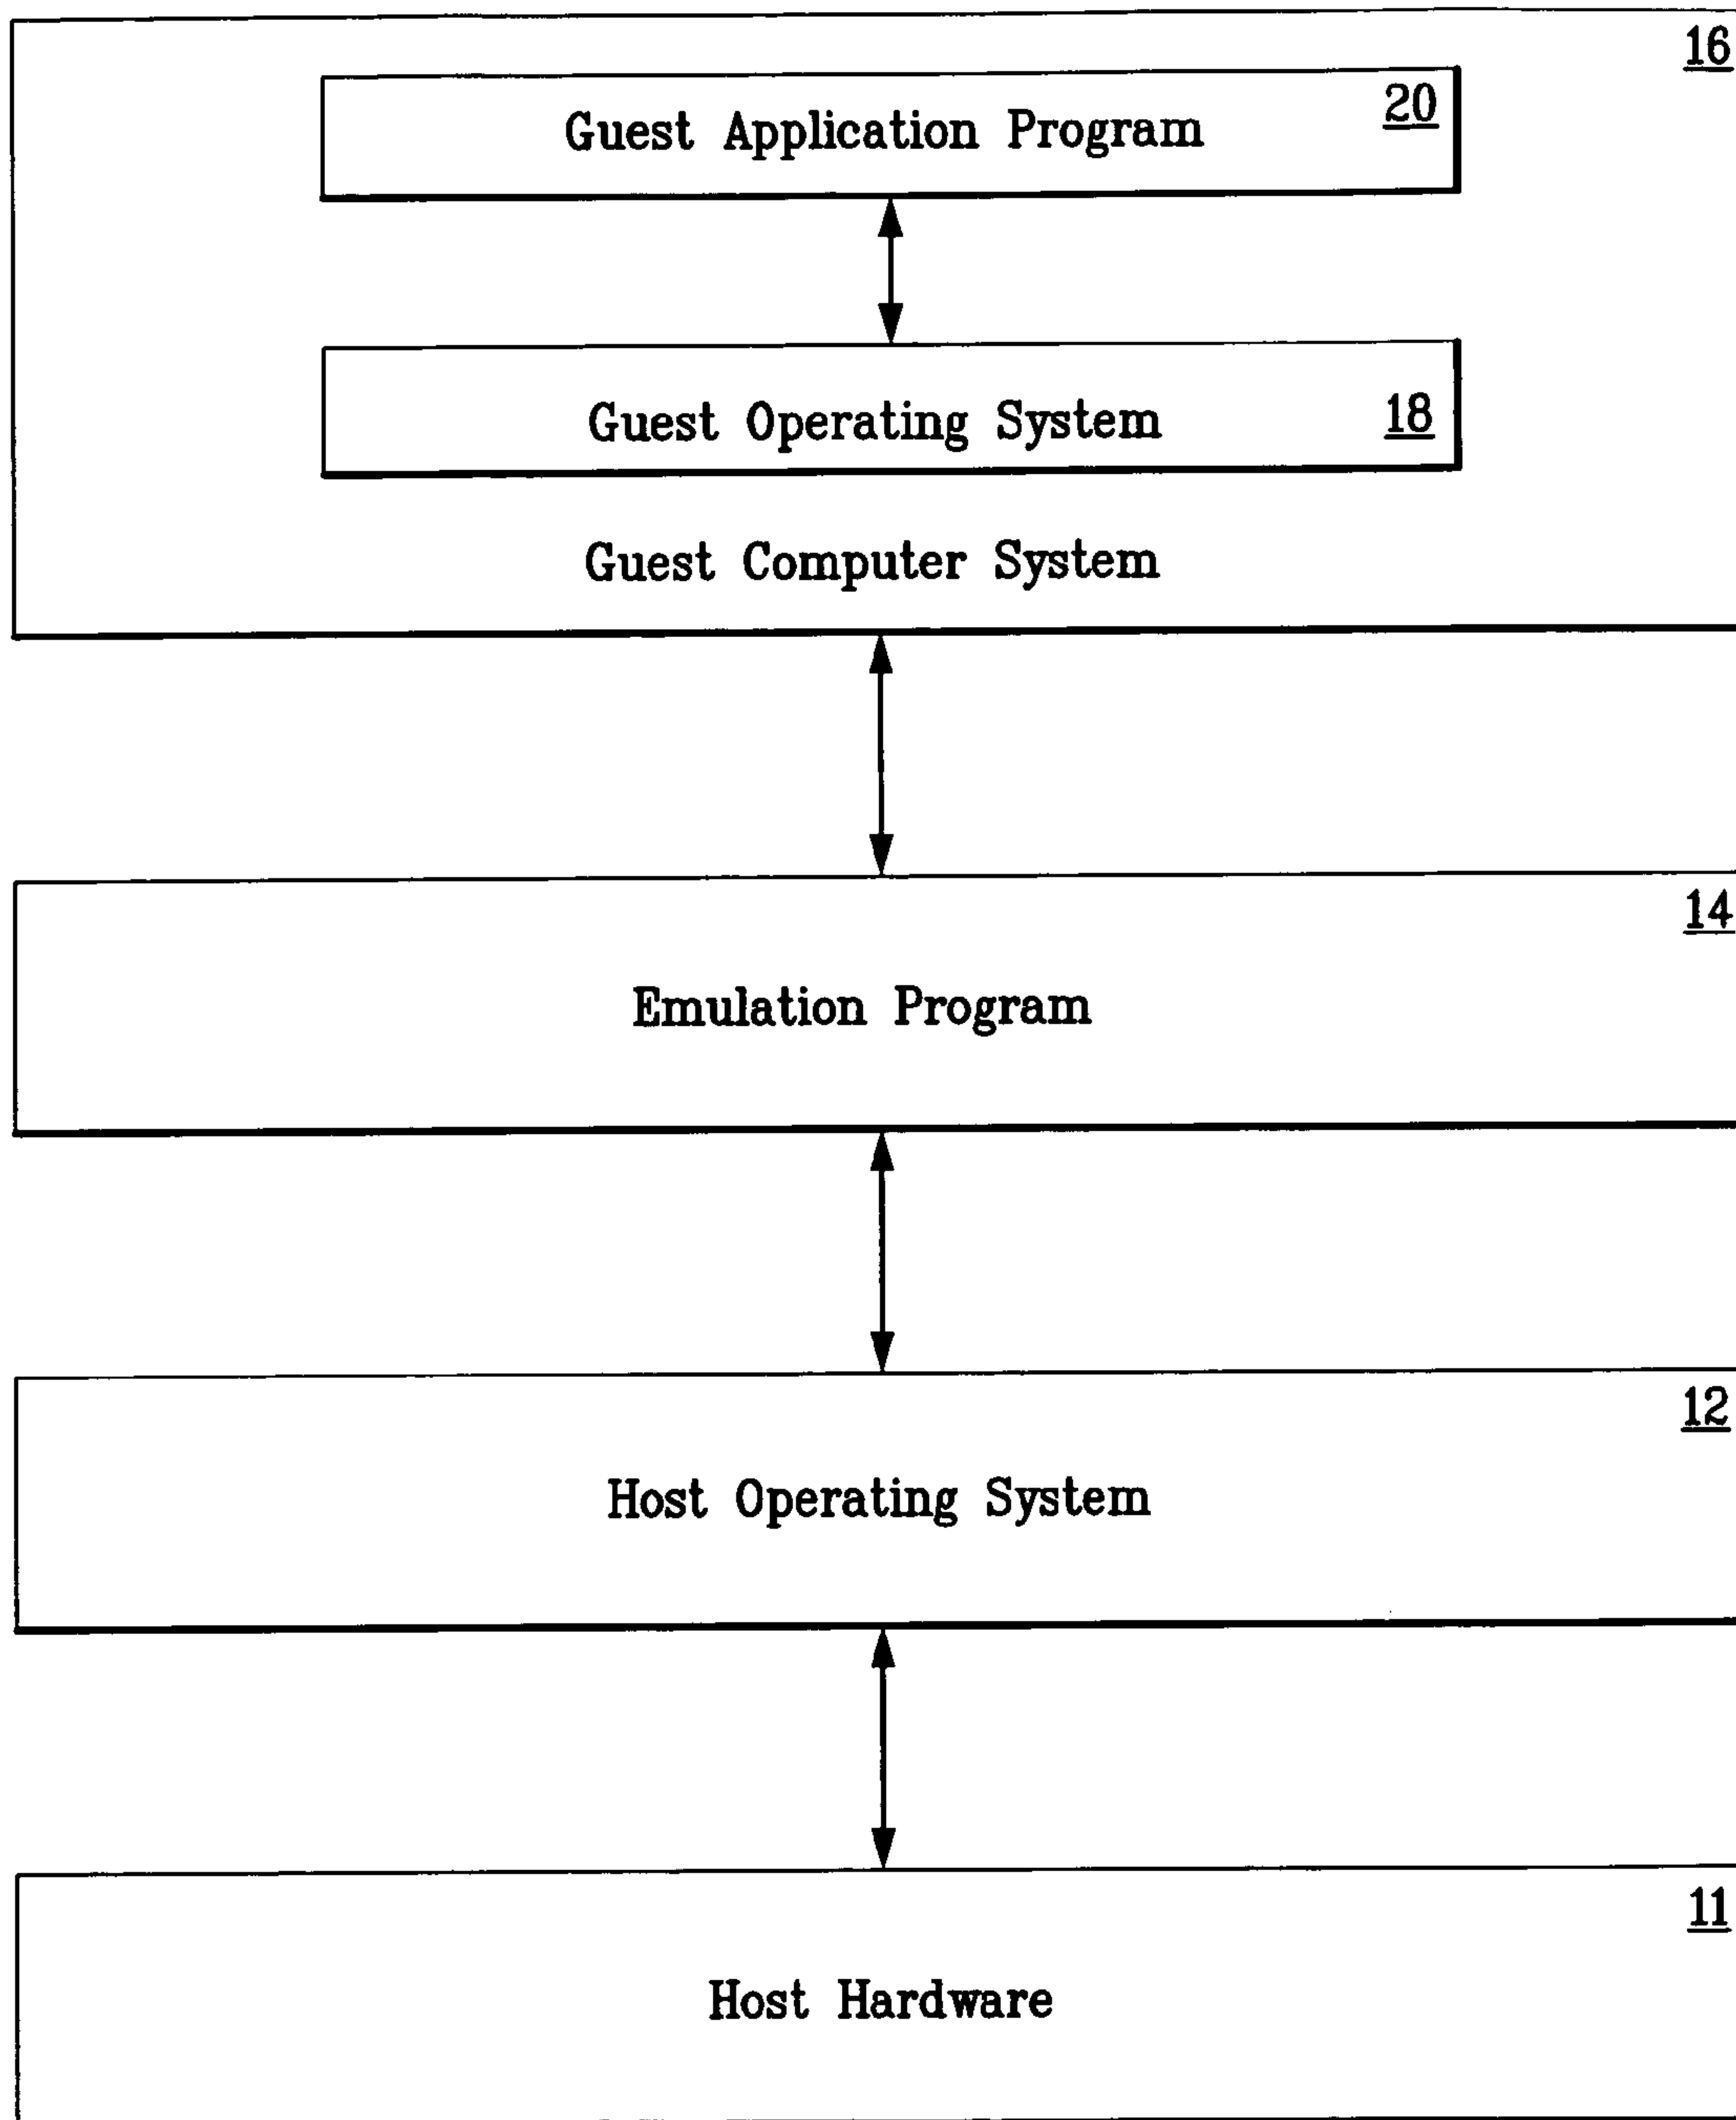 16
20
Guest Application Program
Guest Operating System 18
Guest Computer System
14
Emulation Program
12
Host Operating System
11
Host Hardware